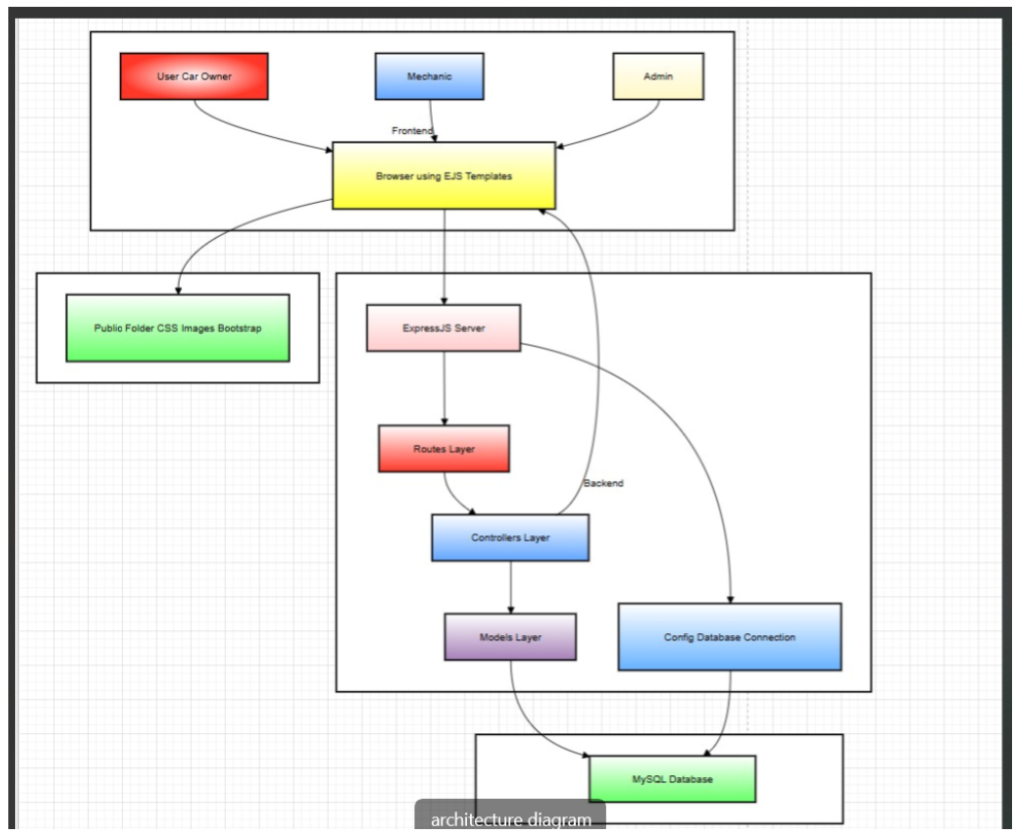 User Car Owner
Mechanic
Admin
Frontend
Browser using EJS Templates
Public Folder CSS Images Bootstrap
ExpressJS Server
Routes Layer
Backend
Controllers Layer
Models Layer
Config Database Connection
MySQL Database
architecture diagram